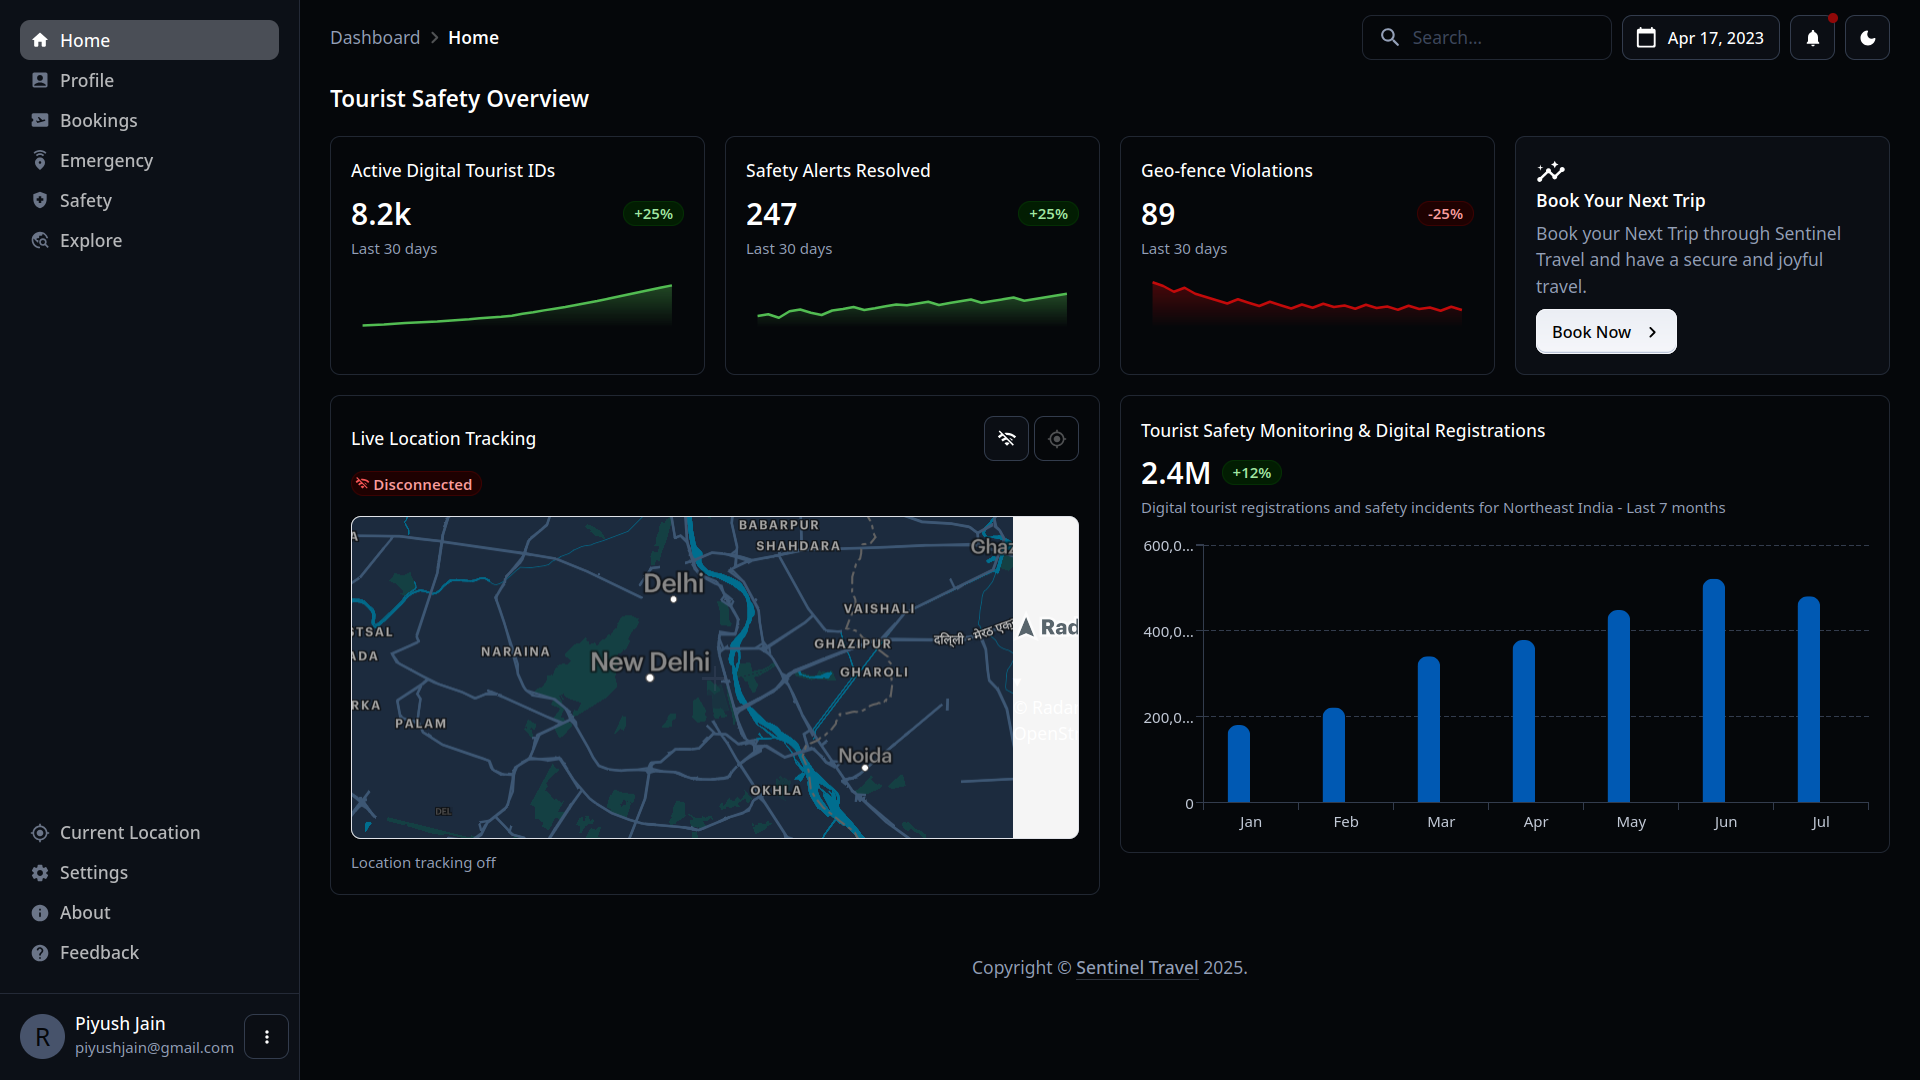 Home
Profile
Bookings
Emergency
Safety
Explore
Current Location
Settings
About
Feedback
R
Piyush Jain
piyushjain@gmail.com
Dashboard > Home
Search...
Apr 17, 2023
Tourist Safety Overview
Active Digital Tourist IDs
8.2k
+25%
Last 30 days
Safety Alerts Resolved
247
+25%
Last 30 days
Geo-fence Violations
89
-25%
Last 30 days
Book Your Next Trip
Book your Next Trip through Sentinel
Travel and have a secure and joyful
travel.
Book Now
Live Location Tracking
Disconnected
BABARPUR
SHAHDARA
Ghaz
Delhi
VAISHALI
TSAL
ADA
NARAINA
GHAZIPUR
New Delhi
GHAROLI
Rad
RKA
PALAM
© Radar
OpenStr
Noida
OKHLA
DEL
Location tracking off
Tourist Safety Monitoring & Digital Registrations
2.4M
+12%
Digital tourist registrations and safety incidents for Northeast India - Last 7 months
600,0...
400,0...
200,0...
0
Jan
Feb
Mar
Apr
May
Jun
Jul
Copyright © Sentinel Travel 2025.